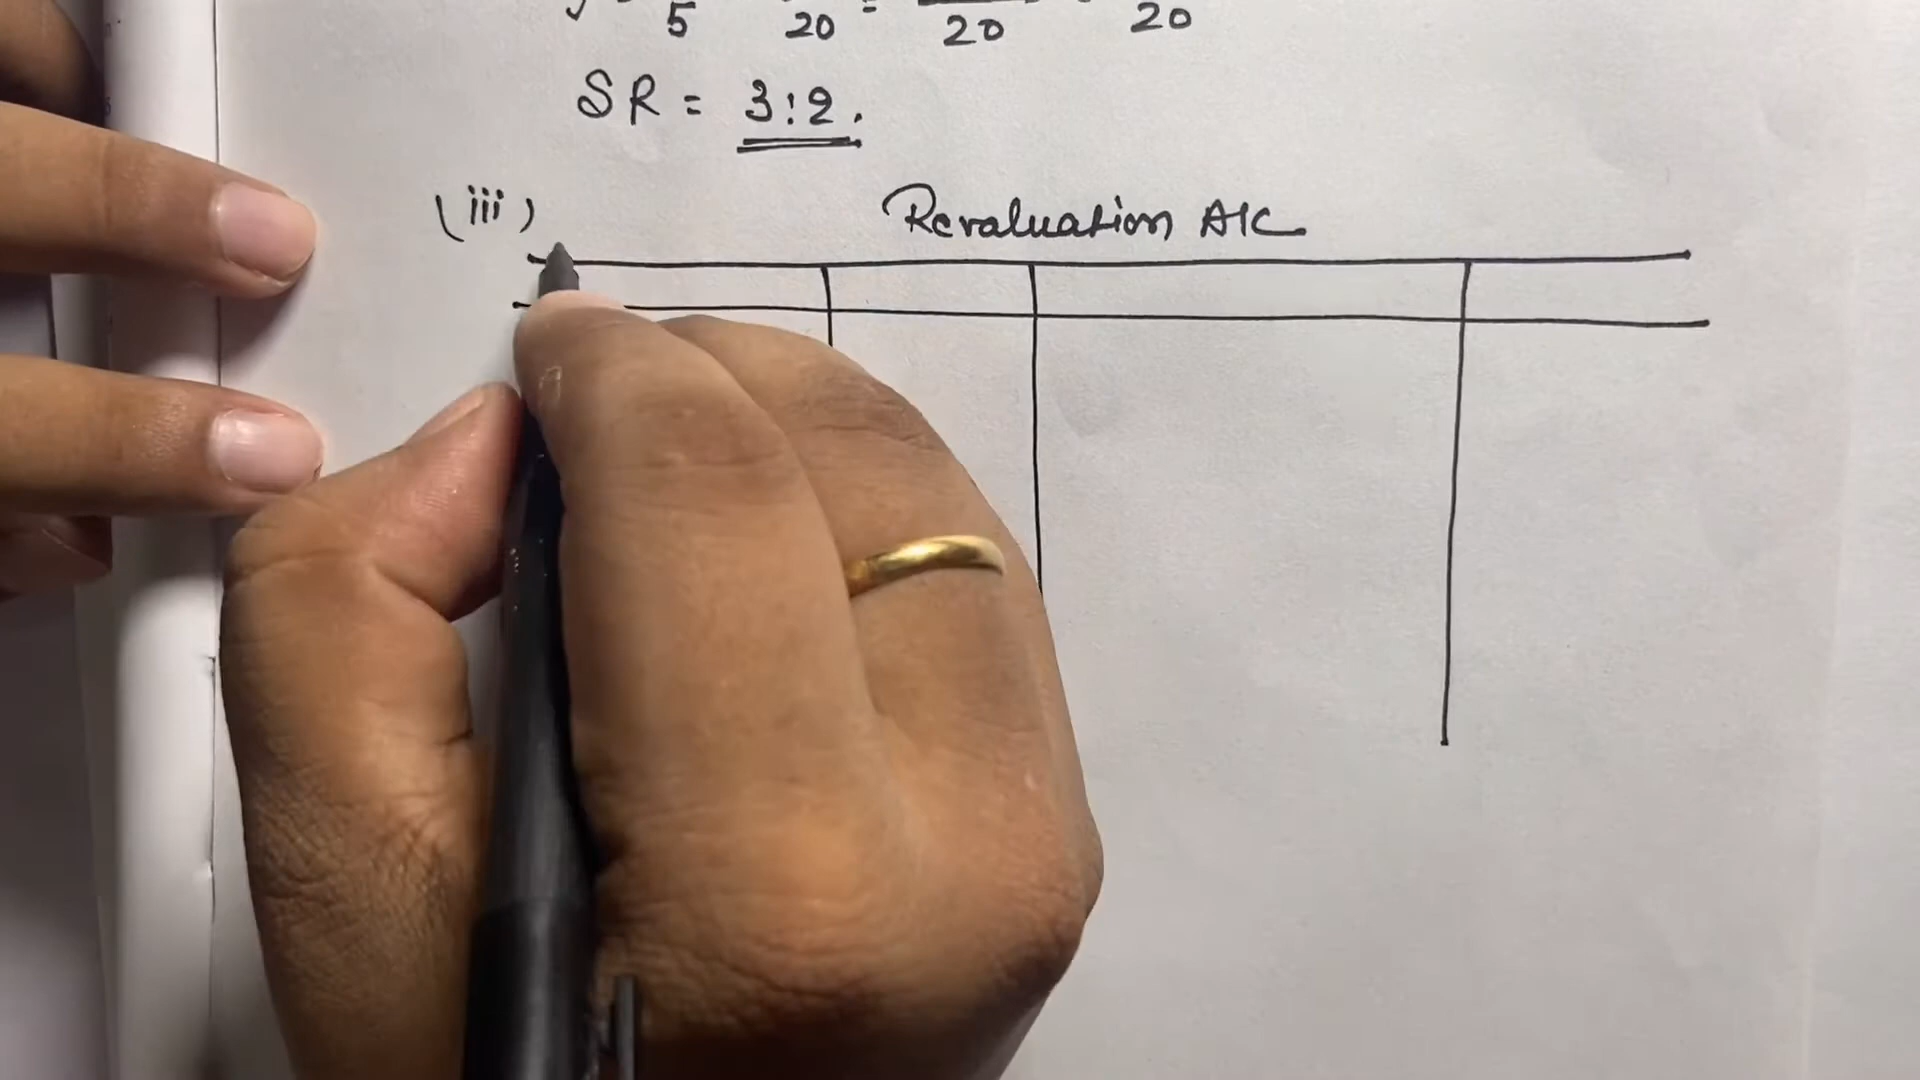 5 20 = 20 20
SR = 3:2.
(iii) Revaluation A/C